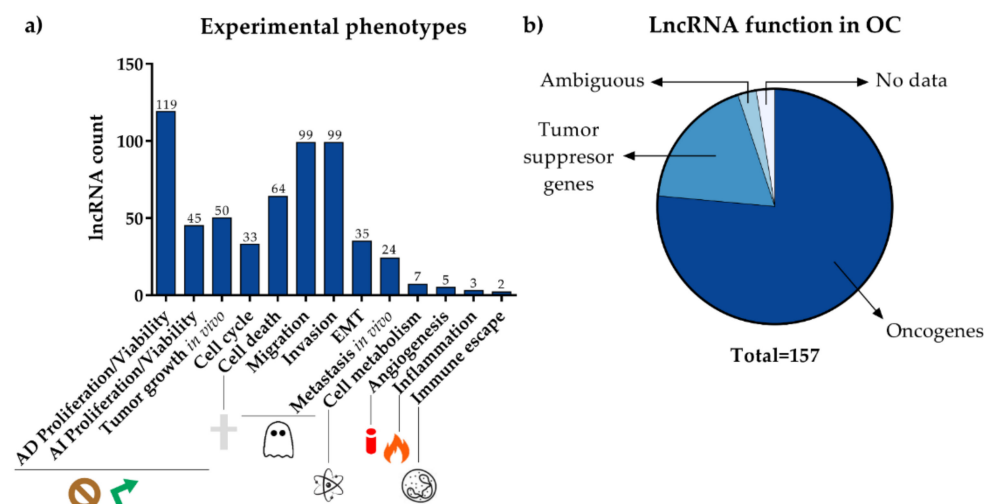 a)
Experimental phenotypes
lncRNA count
150
100
50
0
119
45
50
33
64
99
99
35
24
7
5
3
2
AD Proliferation/Viability
AI Proliferation/Viability
Tumor growth in vivo
Cell cycle
Cell death
Migration
Invasion
EMT
Metastasis in vivo
Cell metabolism
Angiogenesis
Inflammation
Immune escape
b)
LncRNA function in OC
Ambiguous
No data
Tumor
suppresor
genes
Oncogenes
Total=157